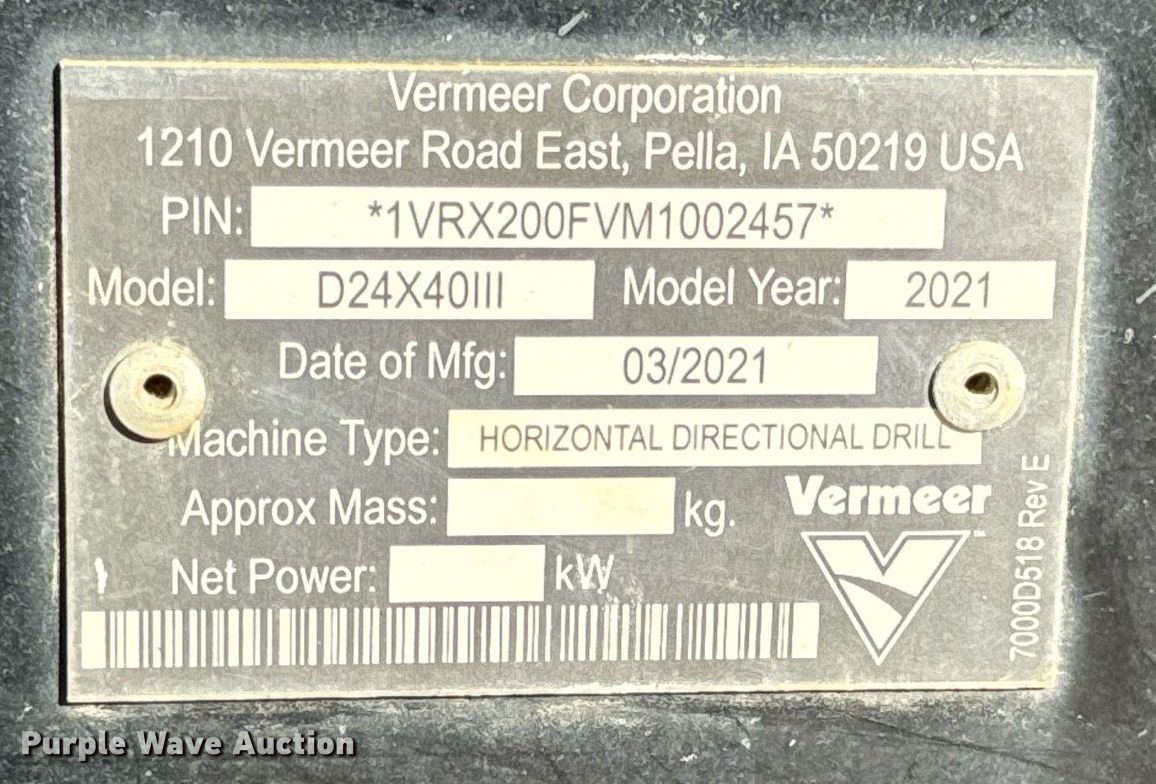 Vermeer Corporation
1210 Vermeer Road East, Pella, IA 50219 USA
PIN: *1VRX200FVM1002457*
Model: D24X40III Model Year: 2021
Date of Mfg: 03/2021
Machine Type: HORIZONTAL DIRECTIONAL DRILL
Approx Mass: kg.
Net Power: kW
Vermeer
7000D518 Rev E
Purple Wave Auction